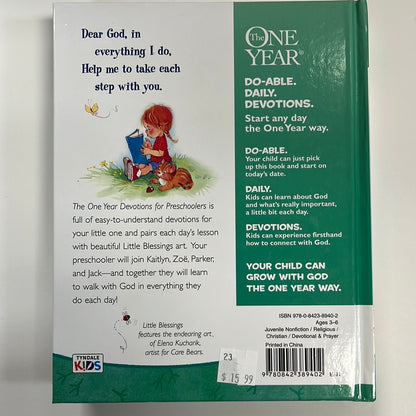 Dear God, in
everything I do,
Help me to take each
step with you.
The One Year Devotions for Preschoolers is
full of easy-to-understand devotions for
your little one and pairs each day's lesson
with beautiful Little Blessings art. Your
preschooler will join Kaitlyn, Zoë, Parker,
and Jack—and together they will learn
to walk with God in everything
they do each day!
Little Blessings
features the endearing art
of Elena Kucharik,
artist for Care Bears.
TYNDALE
KIDS
The ONE
YEAR®
DO-ABLE.
DAILY.
DEVOTIONS.
Start any day
the One Year way.
DO-ABLE.
Your child can just pick
up this book and start on
today's date.
DAILY.
Kids can learn about God
and what's really important,
a little bit each day.
DEVOTIONS.
Kids can experience firsthand
how to connect with God.
YOUR CHILD CAN
GROW WITH GOD
THE ONE YEAR WAY.
ISBN 978-0-8423-8940-2
Ages 3–6
Juvenile Nonfiction / Religious /
Christian / Devotional & Prayer
Printed in China
23
$ 15.99
9 780842 389402